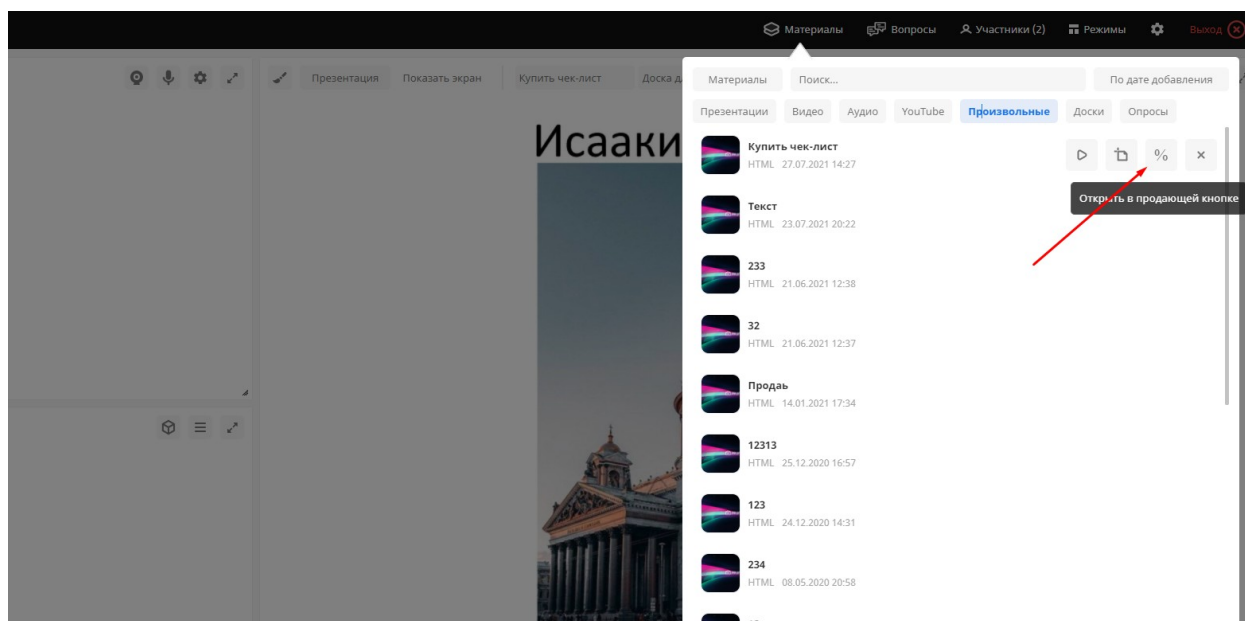 Материалы Вопросы Участники (2) Режимы Выход
Презентация Показать экран Купить чек-лист Доска
Исааки
Материалы Поиск... По дате добавления
Презентации Видео Аудио YouTube Произвольные Доски Опросы
Купить чек-лист
HTML 27.07.2021 14:27
%
Открыть в продающей кнопке
Текст
HTML 23.07.2021 20:22
233
HTML 21.06.2021 12:38
32
HTML 21.06.2021 12:37
Продаь
HTML 14.01.2021 17:34
12313
HTML 25.12.2020 16:57
123
HTML 24.12.2020 14:31
234
HTML 08.05.2020 20:58